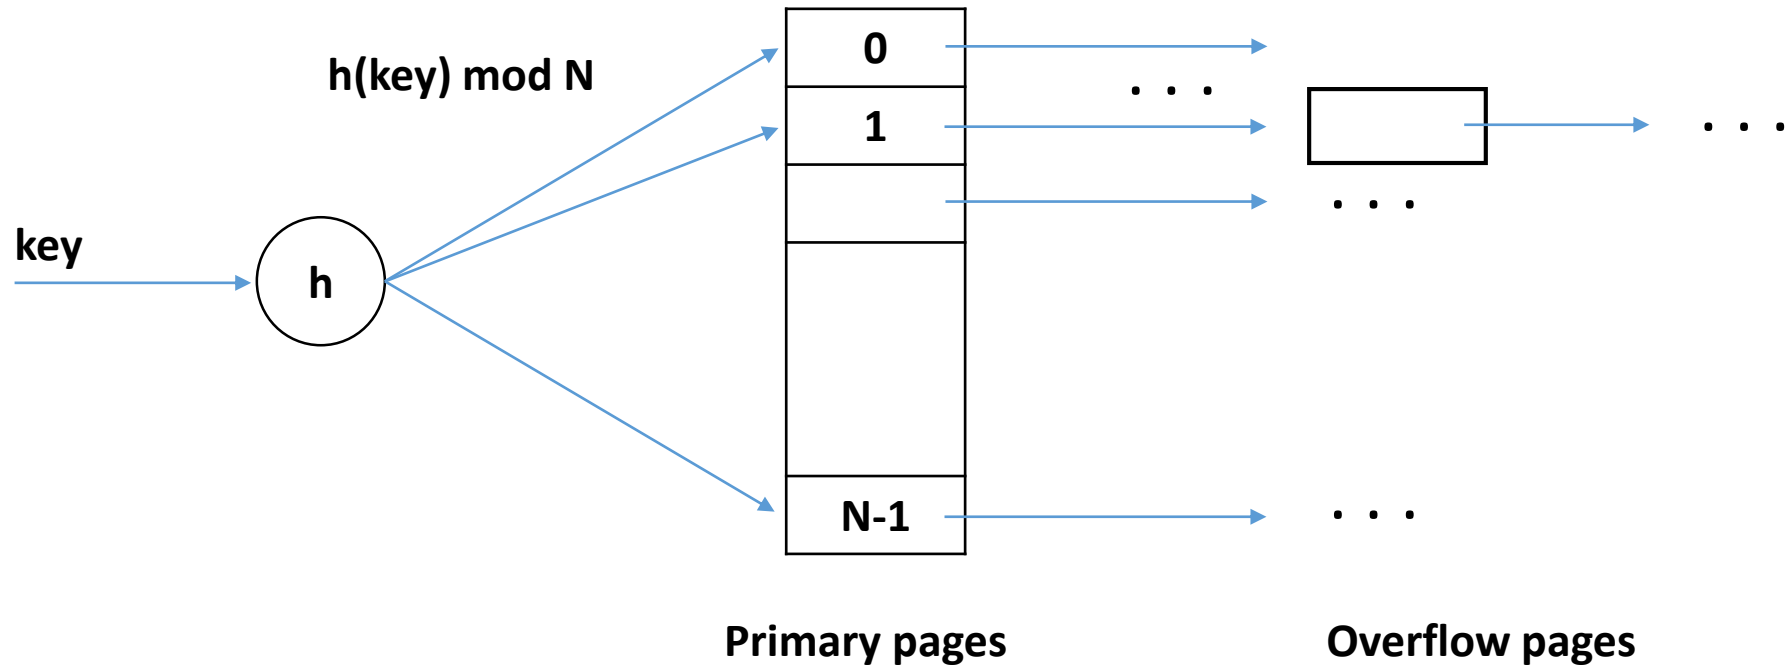 h(key) mod N
key
h
0
1
N-1
. . .
. . .
. . .
. . .
Primary pages
Overflow pages